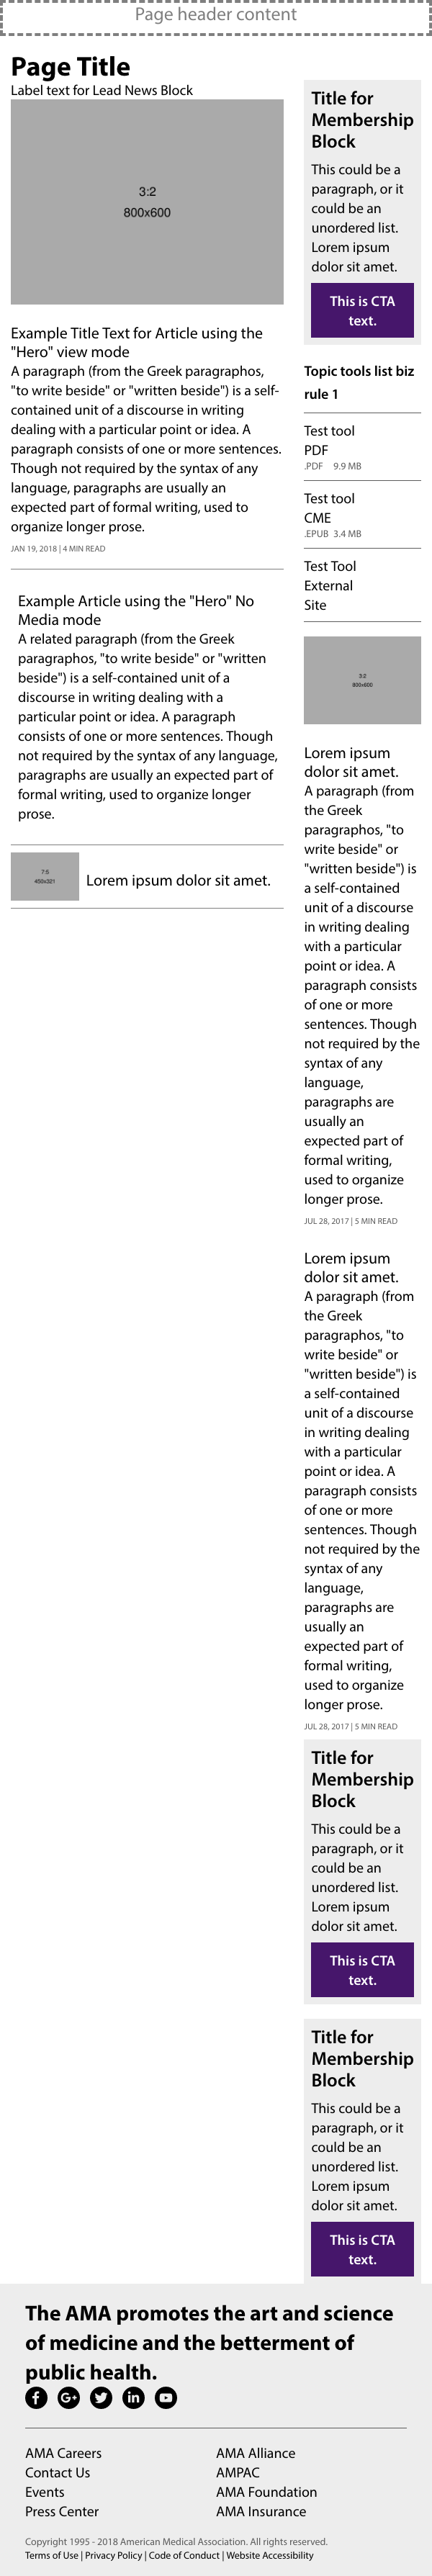 Page header content
Page Title
Label text for Lead News Block
3:2
800x600
Example Title Text for Article using the
"Hero" view mode
A paragraph (from the Greek paragraphos,
"to write beside" or "written beside") is a self-
contained unit of a discourse in writing
dealing with a particular point or idea. A
paragraph consists of one or more sentences.
Though not required by the syntax of any
language, paragraphs are usually an
expected part of formal writing, used to
organize longer prose.
JAN 19, 2018 | 4 MIN READ
Example Article using the "Hero" No
Media mode
A related paragraph (from the Greek
paragraphos, "to write beside" or "written
beside") is a self-contained unit of a
discourse in writing dealing with a
particular point or idea. A paragraph
consists of one or more sentences. Though
not required by the syntax of any language,
paragraphs are usually an expected part of
formal writing, used to organize longer
prose.
7:5
450x321
Lorem ipsum dolor sit amet.
Title for
Membership
Block
This could be a
paragraph, or it
could be an
unordered list.
Lorem ipsum
dolor sit amet.
This is CTA
text.
Topic tools list biz
rule 1
Test tool
PDF
.PDF 9.9 MB
Test tool
CME
.EPUB 3.4 MB
Test Tool
External
Site
3:2
800x600
Lorem ipsum
dolor sit amet.
A paragraph (from
the Greek
paragraphos, "to
write beside" or
"written beside") is
a self-contained
unit of a discourse
in writing dealing
with a particular
point or idea. A
paragraph consists
of one or more
sentences. Though
not required by the
syntax of any
language,
paragraphs are
usually an
expected part of
formal writing,
used to organize
longer prose.
JUL 28, 2017 | 5 MIN READ
Lorem ipsum
dolor sit amet.
A paragraph (from
the Greek
paragraphos, "to
write beside" or
"written beside") is
a self-contained
unit of a discourse
in writing dealing
with a particular
point or idea. A
paragraph consists
of one or more
sentences. Though
not required by the
syntax of any
language,
paragraphs are
usually an
expected part of
formal writing,
used to organize
longer prose.
JUL 28, 2017 | 5 MIN READ
Title for
Membership
Block
This could be a
paragraph, or it
could be an
unordered list.
Lorem ipsum
dolor sit amet.
This is CTA
text.
Title for
Membership
Block
This could be a
paragraph, or it
could be an
unordered list.
Lorem ipsum
dolor sit amet.
This is CTA
text.
The AMA promotes the art and science
of medicine and the betterment of
public health.
AMA Careers
Contact Us
Events
Press Center
AMA Alliance
AMPAC
AMA Foundation
AMA Insurance
Copyright 1995 - 2018 American Medical Association. All rights reserved.
Terms of Use | Privacy Policy | Code of Conduct | Website Accessibility